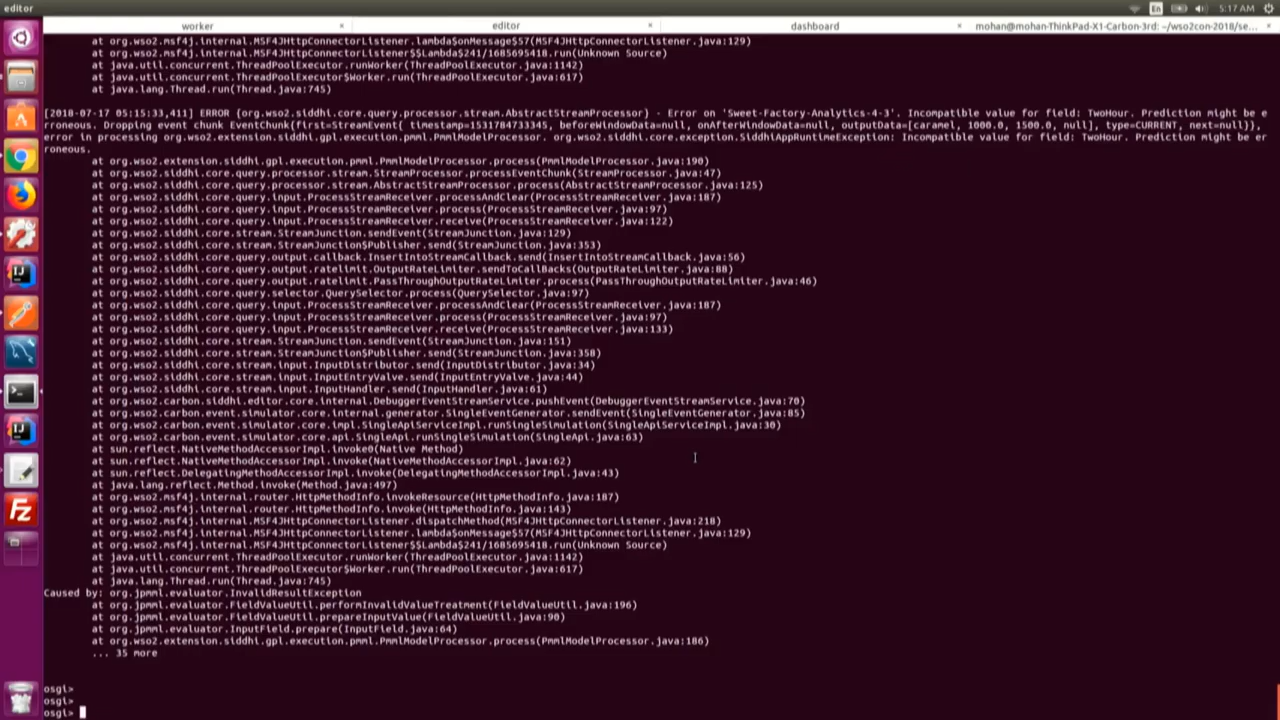 editor
En
5:17 AM
worker
editor
dashboard
mohan@mohan-ThinkPad-X1-Carbon-3rd: ~/wso2con-2018/se...
at org.wso2.msf4j.internal.MSF4JHttpConnectorListener.lambda$onMessage$57(MSF4JHttpConnectorListener.java:129)
at org.wso2.msf4j.internal.MSF4JHttpConnectorListener$$Lambda$241/1685695418.run(Unknown Source)
at java.util.concurrent.ThreadPoolExecutor.runWorker(ThreadPoolExecutor.java:1142)
at java.util.concurrent.ThreadPoolExecutor$Worker.run(ThreadPoolExecutor.java:617)
at java.lang.Thread.run(Thread.java:745)
[2018-07-17 05:15:33,411] ERROR {org.wso2.siddhi.core.query.processor.stream.AbstractStreamProcessor} - Error on 'Sweet-Factory-Analytics-4-3'. Incompatible value for field: TwoHour. Prediction might be e
rroneous. Dropping event chunk EventChunk{first=StreamEvent{ timestamp=1531784733345, beforeWindowData=null, onAfterWindowData=null, outputData=[caramel, 1000.0, 1500.0, null], type=CURRENT, next=null}},
error in processing org.wso2.extension.siddhi.gpl.execution.pmml.PmmlModelProcessor. org.wso2.siddhi.core.exception.SiddhiAppRuntimeException: Incompatible value for field: TwoHour. Prediction might be er
roneous.
at org.wso2.extension.siddhi.gpl.execution.pmml.PmmlModelProcessor.process(PmmlModelProcessor.java:190)
at org.wso2.siddhi.core.query.processor.stream.StreamProcessor.processEventChunk(StreamProcessor.java:47)
at org.wso2.siddhi.core.query.processor.stream.AbstractStreamProcessor.process(AbstractStreamProcessor.java:125)
at org.wso2.siddhi.core.query.input.ProcessStreamReceiver.processAndClear(ProcessStreamReceiver.java:187)
at org.wso2.siddhi.core.query.input.ProcessStreamReceiver.process(ProcessStreamReceiver.java:97)
at org.wso2.siddhi.core.query.input.ProcessStreamReceiver.receive(ProcessStreamReceiver.java:122)
at org.wso2.siddhi.core.stream.StreamJunction.sendEvent(StreamJunction.java:129)
at org.wso2.siddhi.core.stream.StreamJunction$Publisher.send(StreamJunction.java:353)
at org.wso2.siddhi.core.query.output.callback.InsertIntoStreamCallback.send(InsertIntoStreamCallback.java:56)
at org.wso2.siddhi.core.query.output.ratelimit.OutputRateLimiter.sendToCallBacks(OutputRateLimiter.java:88)
at org.wso2.siddhi.core.query.output.ratelimit.PassThroughOutputRateLimiter.process(PassThroughOutputRateLimiter.java:46)
at org.wso2.siddhi.core.query.selector.QuerySelector.process(QuerySelector.java:97)
at org.wso2.siddhi.core.query.input.ProcessStreamReceiver.processAndClear(ProcessStreamReceiver.java:187)
at org.wso2.siddhi.core.query.input.ProcessStreamReceiver.process(ProcessStreamReceiver.java:97)
at org.wso2.siddhi.core.query.input.ProcessStreamReceiver.receive(ProcessStreamReceiver.java:133)
at org.wso2.siddhi.core.stream.StreamJunction.sendEvent(StreamJunction.java:151)
at org.wso2.siddhi.core.stream.StreamJunction$Publisher.send(StreamJunction.java:358)
at org.wso2.siddhi.core.stream.input.InputDistributor.send(InputDistributor.java:34)
at org.wso2.siddhi.core.stream.input.InputEntryValve.send(InputEntryValve.java:44)
at org.wso2.siddhi.core.stream.input.InputHandler.send(InputHandler.java:61)
at org.wso2.carbon.siddhi.editor.core.internal.DebuggerEventStreamService.pushEvent(DebuggerEventStreamService.java:70)
at org.wso2.carbon.event.simulator.core.internal.generator.SingleEventGenerator.sendEvent(SingleEventGenerator.java:85)
at org.wso2.carbon.event.simulator.core.impl.SingleApiServiceImpl.runSingleSimulation(SingleApiServiceImpl.java:30)
at org.wso2.carbon.event.simulator.core.api.SingleApi.runSingleSimulation(SingleApi.java:63)
at sun.reflect.NativeMethodAccessorImpl.invoke0(Native Method)
at sun.reflect.NativeMethodAccessorImpl.invoke(NativeMethodAccessorImpl.java:62)
at sun.reflect.DelegatingMethodAccessorImpl.invoke(DelegatingMethodAccessorImpl.java:43)
at java.lang.reflect.Method.invoke(Method.java:497)
at org.wso2.msf4j.internal.router.HttpMethodInfo.invokeResource(HttpMethodInfo.java:187)
at org.wso2.msf4j.internal.router.HttpMethodInfo.invoke(HttpMethodInfo.java:143)
at org.wso2.msf4j.internal.MSF4JHttpConnectorListener.dispatchMethod(MSF4JHttpConnectorListener.java:218)
at org.wso2.msf4j.internal.MSF4JHttpConnectorListener.lambda$onMessage$57(MSF4JHttpConnectorListener.java:129)
at org.wso2.msf4j.internal.MSF4JHttpConnectorListener$$Lambda$241/1685695418.run(Unknown Source)
at java.util.concurrent.ThreadPoolExecutor.runWorker(ThreadPoolExecutor.java:1142)
at java.util.concurrent.ThreadPoolExecutor$Worker.run(ThreadPoolExecutor.java:617)
at java.lang.Thread.run(Thread.java:745)
Caused by: org.jpmml.evaluator.InvalidResultException
at org.jpmml.evaluator.FieldValueUtil.performInvalidValueTreatment(FieldValueUtil.java:196)
at org.jpmml.evaluator.FieldValueUtil.prepareInputValue(FieldValueUtil.java:90)
at org.jpmml.evaluator.InputField.prepare(InputField.java:64)
at org.wso2.extension.siddhi.gpl.execution.pmml.PmmlModelProcessor.process(PmmlModelProcessor.java:186)
... 35 more
osgi>
osgi>
osgi>